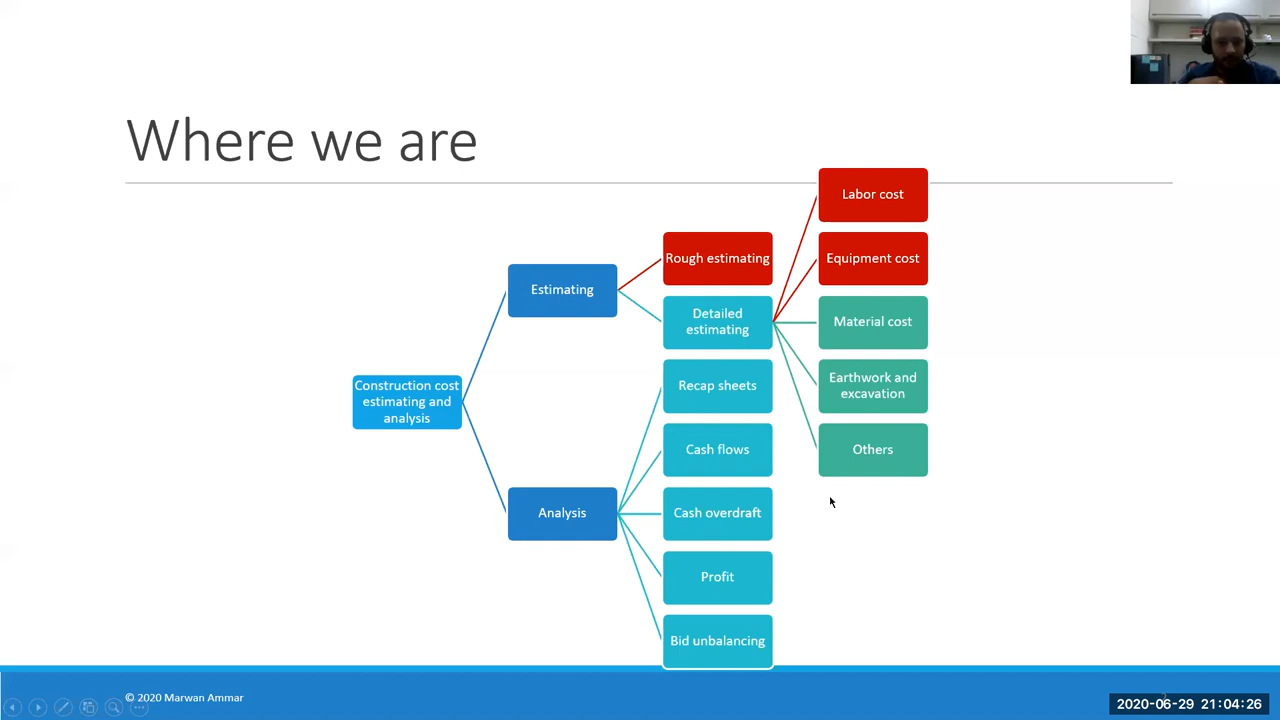 Where we are
Labor cost
Rough estimating
Equipment cost
Estimating
Detailed
estimating
Material cost
Recap sheets
Earthwork and
excavation
Construction cost
estimating and
analysis
Cash flows
Others
Analysis
Cash overdraft
Profit
Bid unbalancing
© 2020 Marwan Ammar
2020-06-29 21:04:26